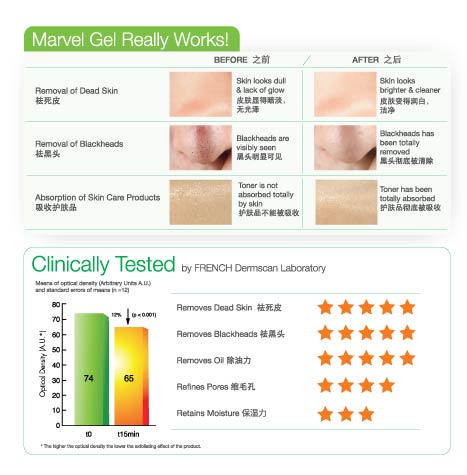 Marvel Gel Really Works!
BEFORE 之前 / AFTER 之后
Removal of Dead Skin
祛死皮
Skin looks dull
& lack of glow
皮肤显得暗淡、
无光泽
Skin looks
brighter & cleaner
皮肤变得润白、
洁净
Removal of Blackheads
祛黑头
Blackheads are
visibly seen
黑头明显可见
Blackheads has
been totally
removed
黑头彻底被清除
Absorption of Skin Care Products
吸收护肤品
Toner is not
absorbed totally
by skin
护肤品不能被吸收
Toner has been
totally absorbed
护肤品彻底被吸收
Clinically Tested by FRENCH Dermscan Laboratory
Means of optical density (Arbitrary Units A.U.)
and standard errors of means (n =12)
Optical Density (A.U.*)
80
70
60
50
40
30
20
10
0
12% (p < 0.001)
74
65
t0
t15min
Removes Dead Skin 祛死皮
Removes Blackheads 祛黑头
Removes Oil 除油力
Refines Pores 细毛孔
Retains Moisture 保湿力
* The higher the optical density the lower the exfoliating effect of the product.